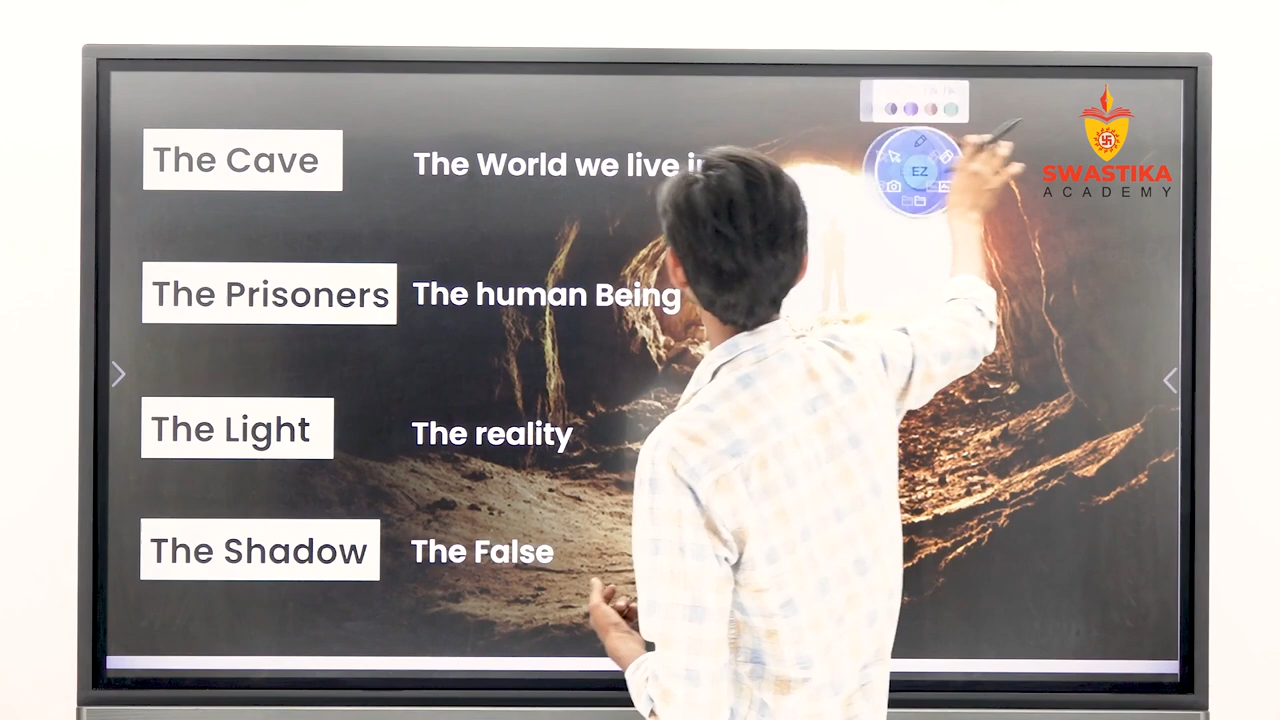 The Cave
The World we live
The Prisoners
The human Being
The Light
The reality
The Shadow
The False
EZ
SWASTIKA
ACADEMY